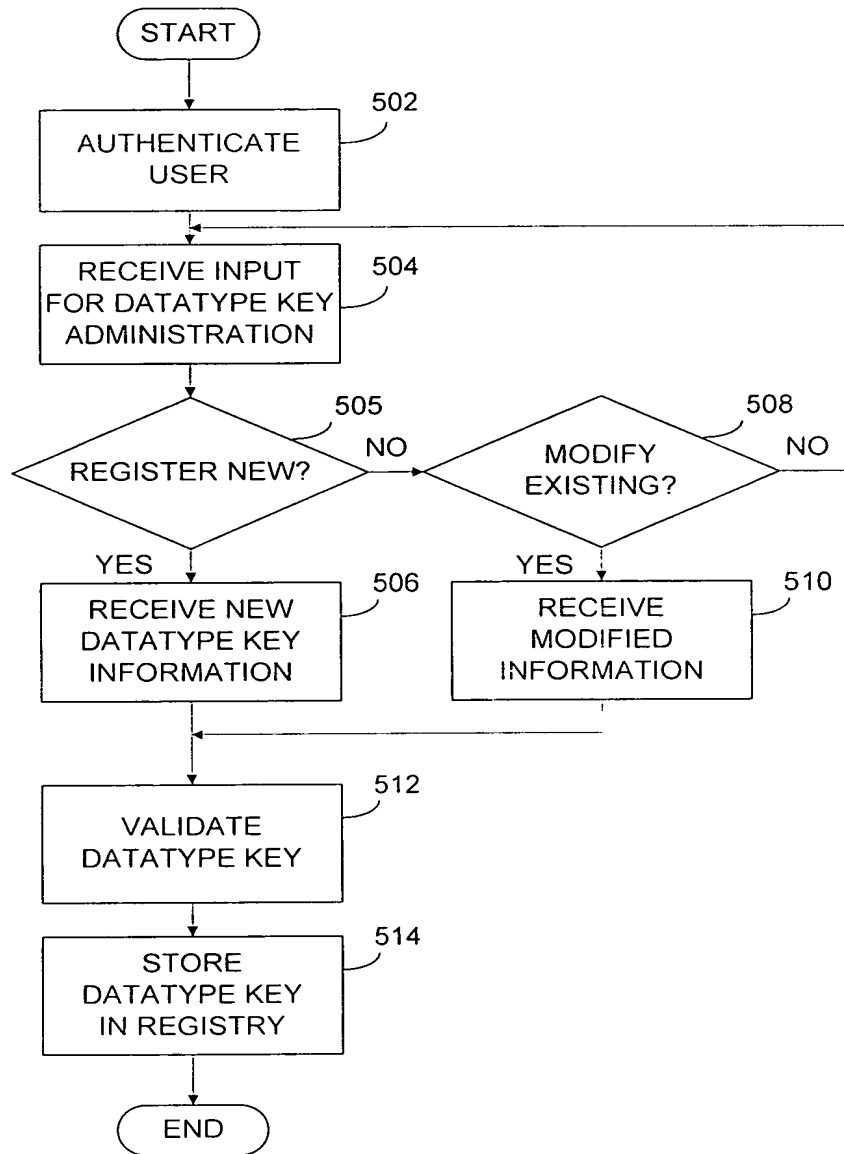 START
502
AUTHENTICATE
USER
504
RECEIVE INPUT
FOR DATATYPE KEY
ADMINISTRATION
505
REGISTER NEW?
NO
508
MODIFY
EXISTING?
NO
YES
506
RECEIVE NEW
DATATYPE KEY
INFORMATION
YES
510
RECEIVE
MODIFIED
INFORMATION
512
VALIDATE
DATATYPE KEY
514
STORE
DATATYPE KEY
IN REGISTRY
END